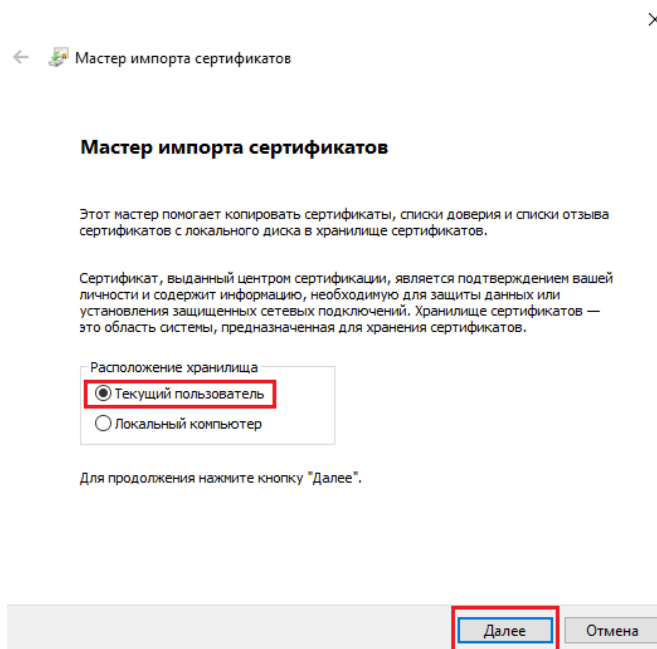 Мастер импорта сертификатов
Мастер импорта сертификатов
Этот мастер помогает копировать сертификаты, списки доверия и списки отзыва
сертификатов с локального диска в хранилище сертификатов.
Сертификат, выданный центром сертификации, является подтверждением вашей
личности и содержит информацию, необходимую для защиты данных или
установления защищенных сетевых подключений. Хранилище сертификатов —
это область системы, предназначенная для хранения сертификатов.
Расположение хранилища
Текущий пользователь
Локальный компьютер
Для продолжения нажмите кнопку "Далее".
Далее
Отмена